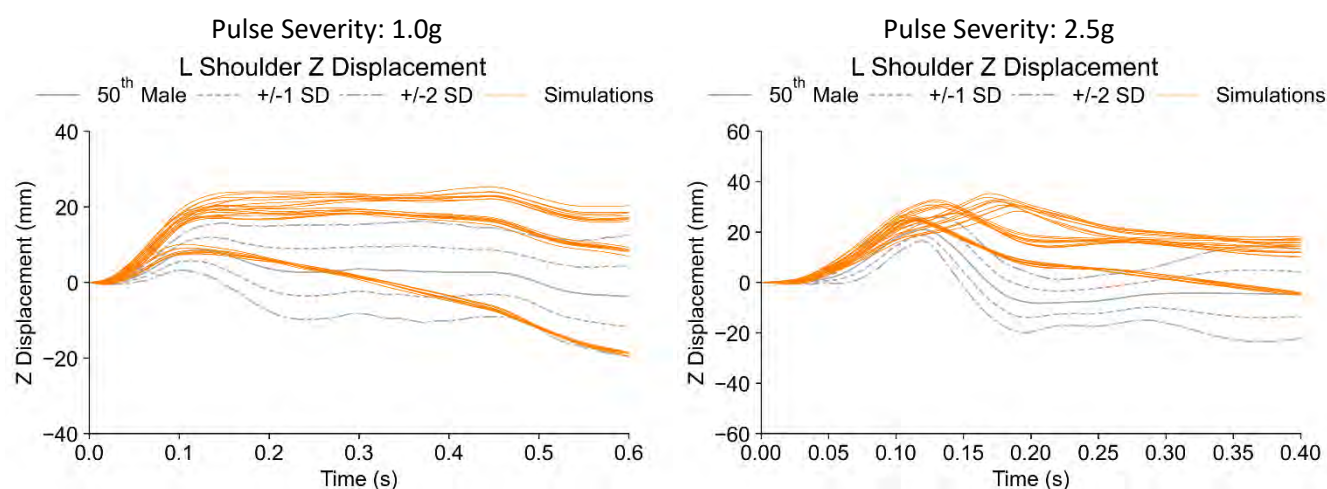 Pulse Severity: 1.0g
L Shoulder Z Displacement
50th Male +/-1 SD +/-2 SD Simulations
Z Displacement (mm)
40
20
0
−20
−40
0.0 0.1 0.2 0.3 0.4 0.5 0.6
Time (s)
Pulse Severity: 2.5g
L Shoulder Z Displacement
50th Male +/-1 SD +/-2 SD Simulations
Z Displacement (mm)
60
40
20
0
−20
−40
−60
0.00 0.05 0.10 0.15 0.20 0.25 0.30 0.35 0.40
Time (s)